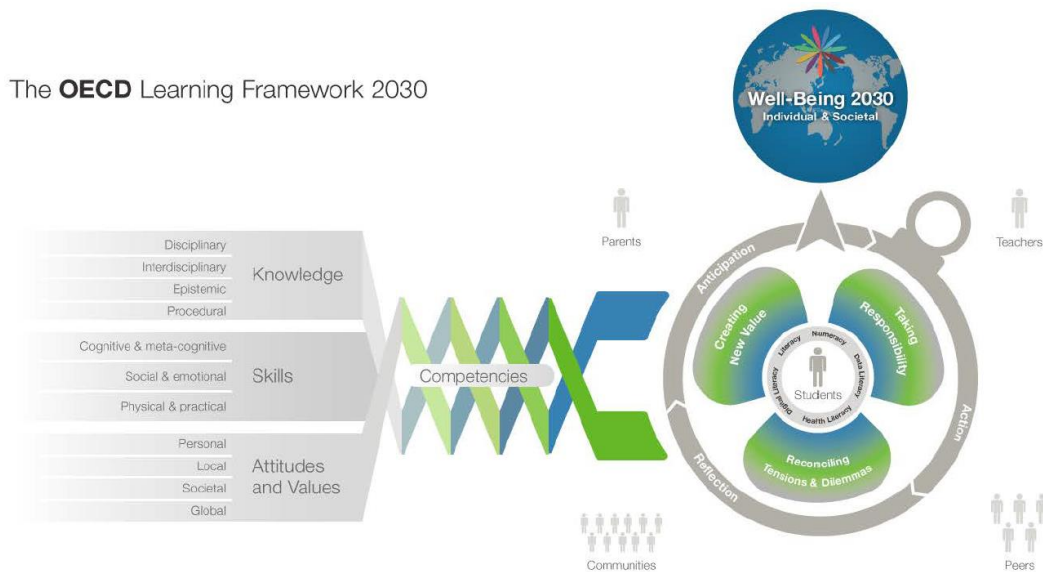 The OECD Learning Framework 2030
Well-Being 2030
Individual & Societal
Parents
Teachers
Disciplinary
Interdisciplinary
Epistemic
Procedural
Knowledge
Cognitive & meta-cognitive
Social & emotional
Physical & practical
Skills
Personal
Local
Societal
Global
Attitudes
and Values
Competencies
Anticipation
Action
Reflection
Creating
New Value
Taking
Responsibility
Reconciling
Tensions & Dilemmas
Literacy
Numeracy
Data Literacy
Health Literacy
Digital Literacy
Students
Communities
Peers